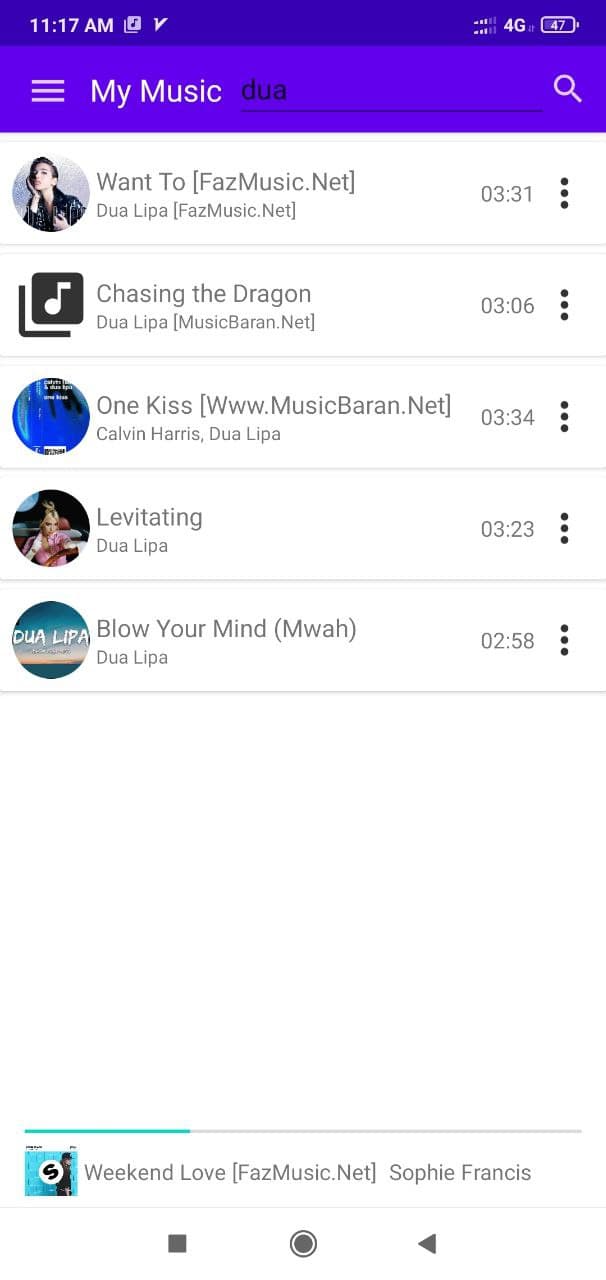 11:17 AM 4G 47
My Music dua
Want To [FazMusic.Net]
03:31
Dua Lipa [FazMusic.Net]
Chasing the Dragon
03:06
Dua Lipa [MusicBaran.Net]
One Kiss [Www.MusicBaran.Net]
03:34
Calvin Harris, Dua Lipa
one kiss
Levitating
03:23
Dua Lipa
DUA LIPA
Blow Your Mind (Mwah)
02:58
Dua Lipa
Weekend Love [FazMusic.Net] Sophie Francis